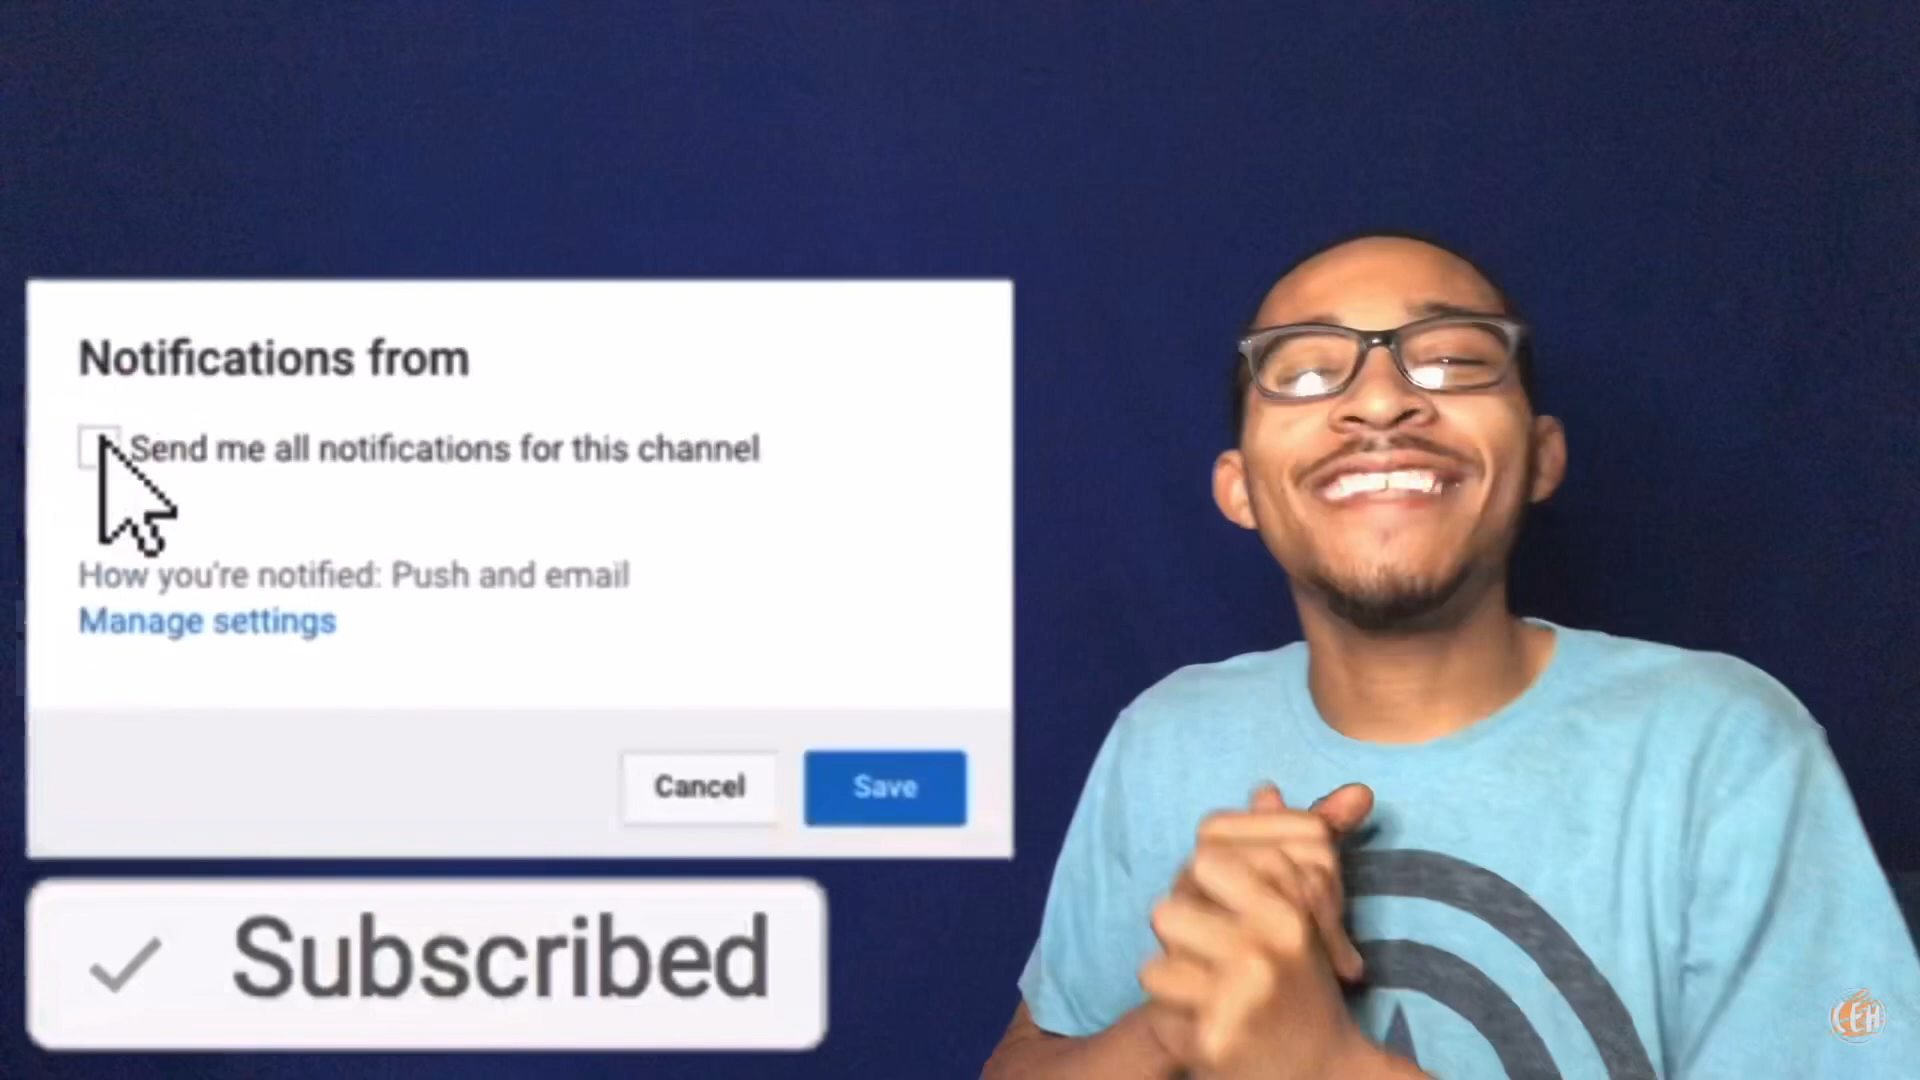 Notifications from
Send me all notifications for this channel
How you're notified: Push and email
Manage settings
Cancel
Save
Subscribed
CEH